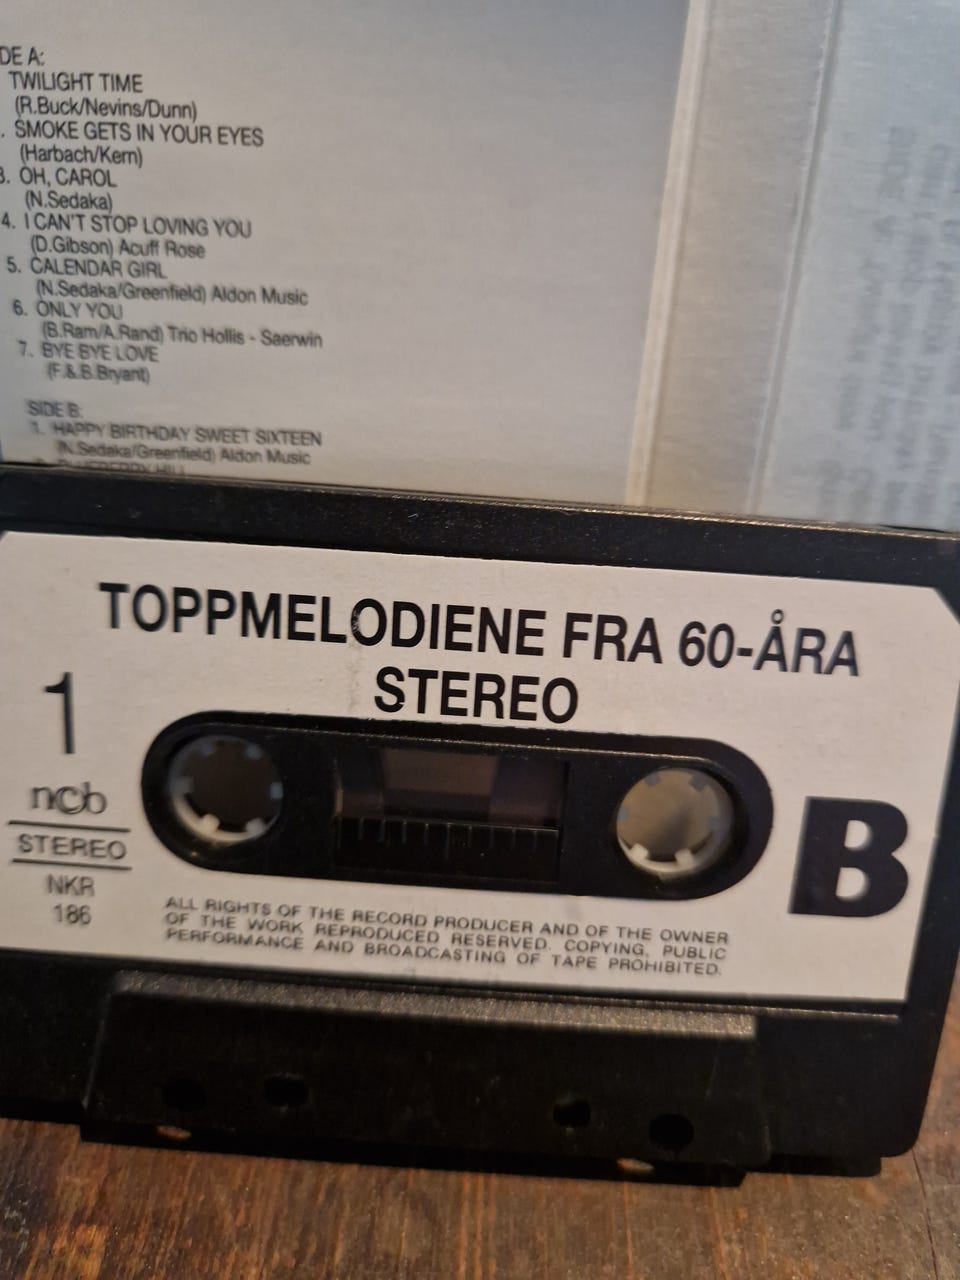 DE A:
TWILIGHT TIME
(R.Buck/Nevins/Dunn)
. SMOKE GETS IN YOUR EYES
(Harbach/Kern)
3. OH, CAROL
(N.Sedaka)
4. I CAN'T STOP LOVING YOU
(D.Gibson) Acuff Rose
5. CALENDAR GIRL
(N.Sedaka/Greenfield) Aldon Music
6. ONLY YOU
(B.Ram/A.Rand) Trio Hollis - Saerwin
7. BYE BYE LOVE
(F.&.B.Bryant)
SIDE B:
1. HAPPY BIRTHDAY SWEET SIXTEEN
(N.Sedaka/Greenfield) Aldon Music
BLUEBERRY HILL
TOPPMELODIENE FRA 60-ÅRA
STEREO
1
ncb
STEREO
NKR
186
B
ALL RIGHTS OF THE RECORD PRODUCER AND OF THE OWNER
OF THE WORK REPRODUCED RESERVED. COPYING, PUBLIC
PERFORMANCE AND BROADCASTING OF TAPE PROHIBITED.